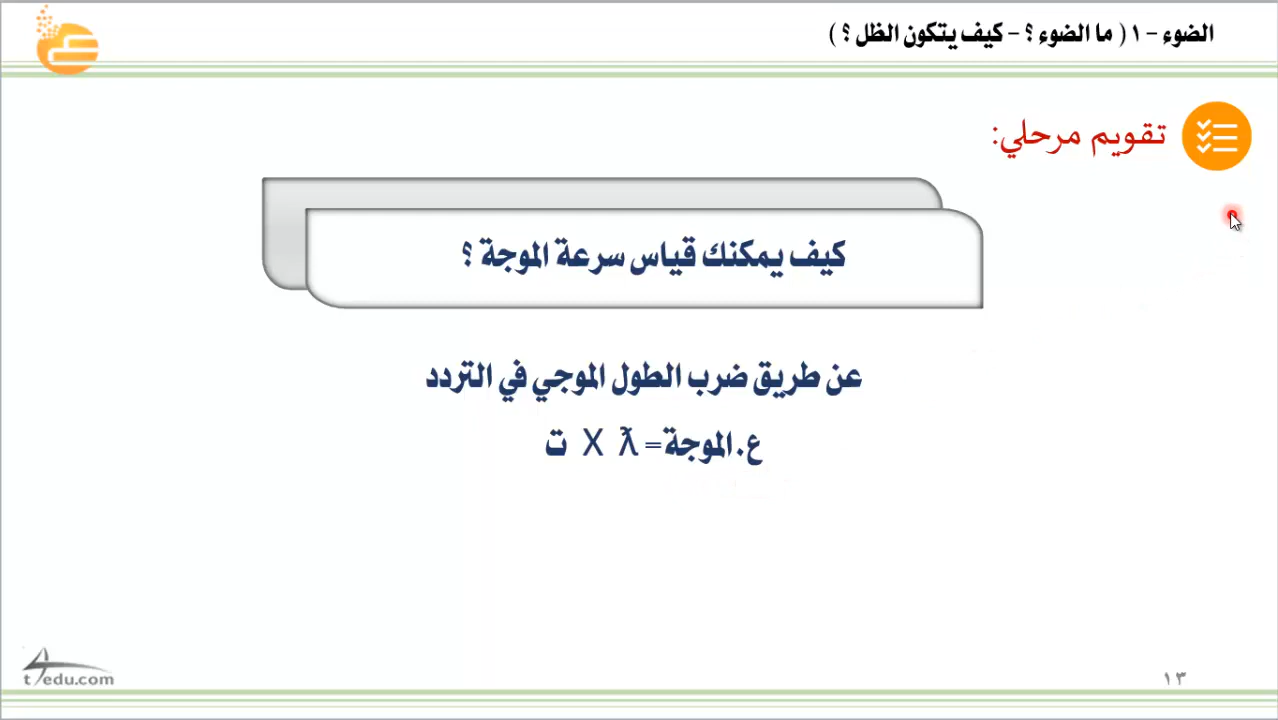 الضوء - ١ ( ما الضوء ؟ - كيف يتكون الظل ؟ )
تقويم مرحلي:
كيف يمكنك قياس سرعة الموجة ؟
عن طريق ضرب الطول الموجي في التردد
ع.الموجة= λ X ت
t4edu.com
١٣